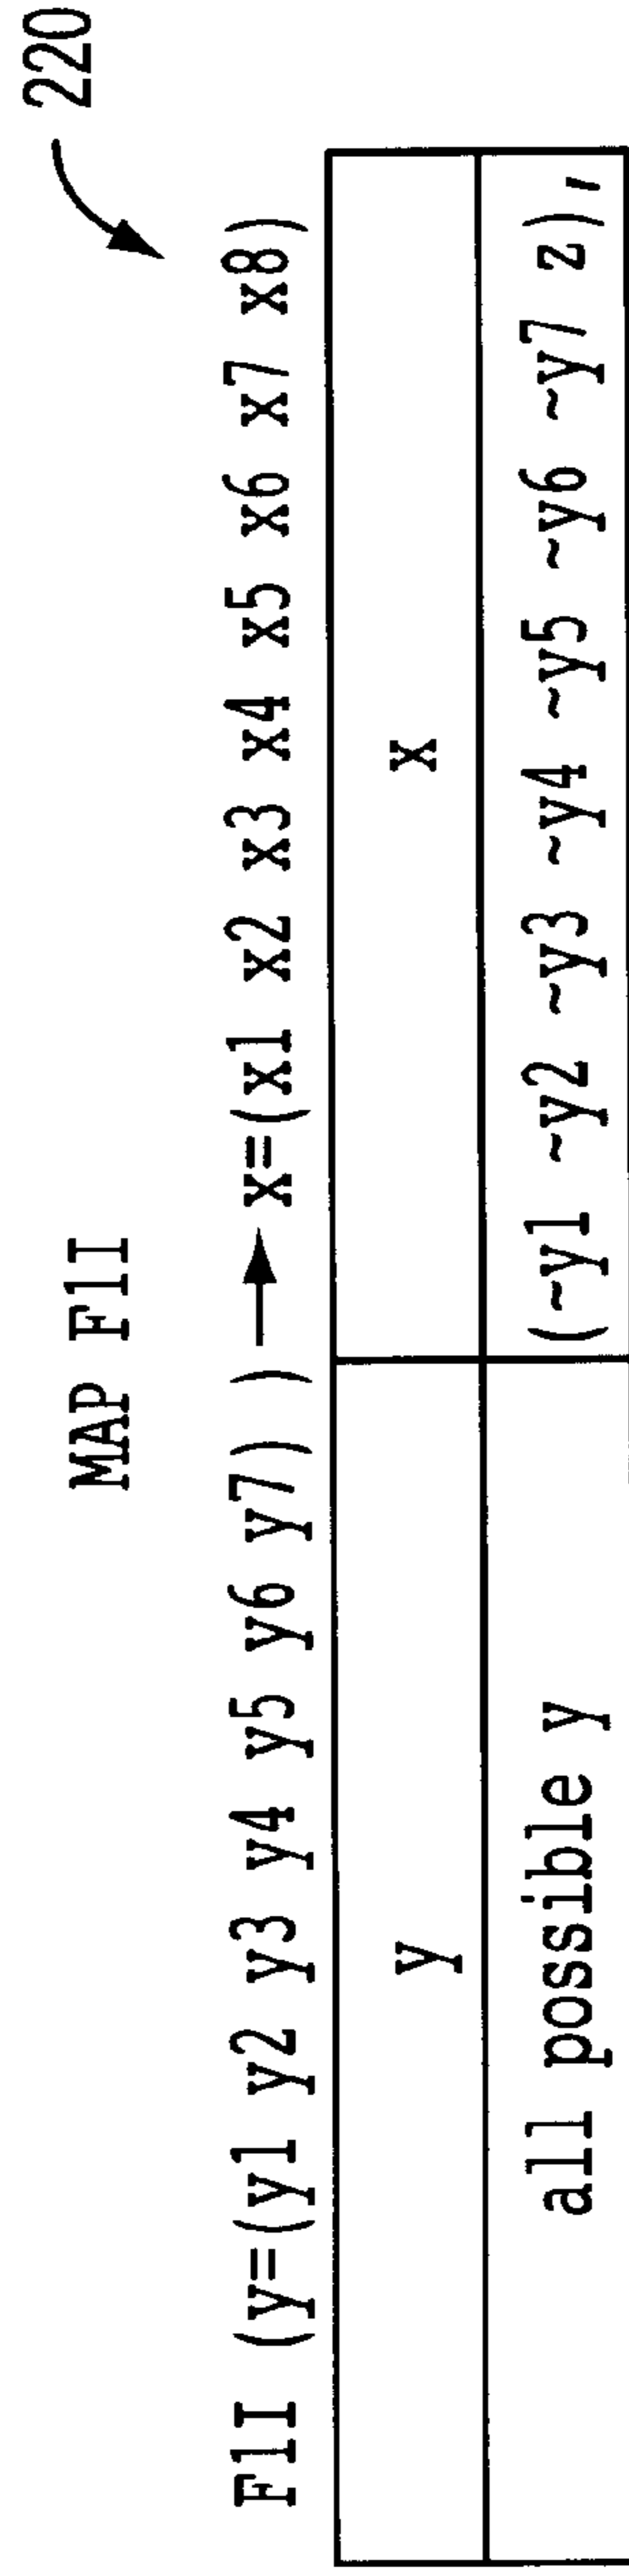 220
MAP F1I
F1I (y=(y1 y2 y3 y4 y5 y6 y7) ) → x=(x1 x2 x3 x4 x5 x6 x7 x8)
y x
all possible y (~y1 ~y2 ~y3 ~y4 ~y5 ~y6 ~y7 z),